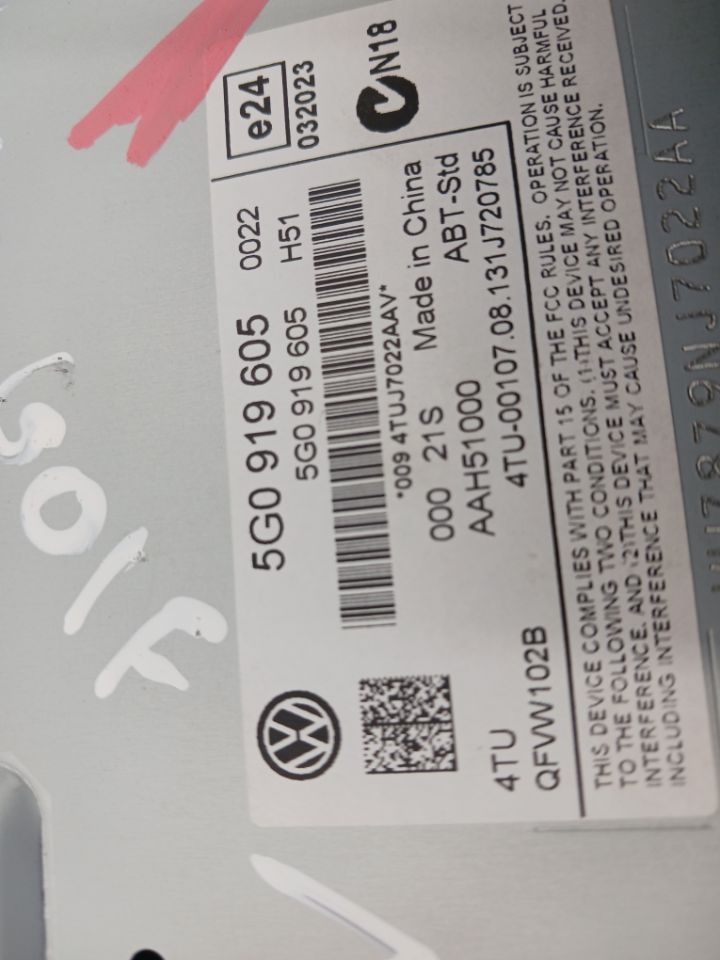 5G0 919 605 0022
5G0 919 605 H51
*009 4TUJ7022AAV*
000 21S Made in China
AAH51000 ABT-Std
4TU-00107.08.131J720785
e24
032023
N18
4TU
QFVW102B
THIS DEVICE COMPLIES WITH PART 15 OF THE FCC RULES. OPERATION IS SUBJECT
TO THE FOLLOWING TWO CONDITIONS. (1)THIS DEVICE MAY NOT CAUSE HARMFUL
INTERFERENCE. AND (2)THIS DEVICE MUST ACCEPT ANY INTERFERENCE RECEIVED.
INCLUDING INTERFERENCE THAT MAY CAUSE UNDESIRED OPERATION.
GOLF